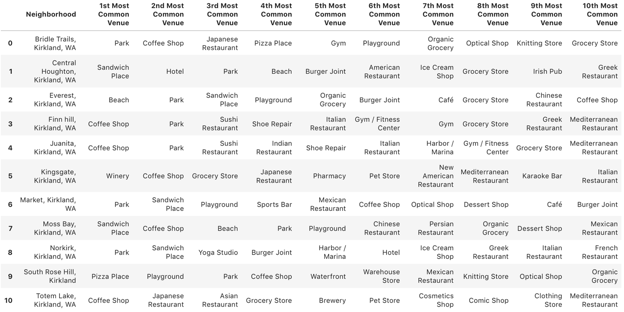 Neighborhood 1st Most Common Venue 2nd Most Common Venue 3rd Most Common Venue 4th Most Common Venue 5th Most Common Venue 6th Most Common Venue 7th Most Common Venue 8th Most Common Venue 9th Most Common Venue 10th Most Common Venue
0 Bridle Trails, Kirkland, WA Park Coffee Shop Japanese Restaurant Pizza Place Gym Playground Organic Grocery Optical Shop Knitting Store Grocery Store
1 Central Houghton, Kirkland, WA Sandwich Place Hotel Park Beach Burger Joint American Restaurant Ice Cream Shop Grocery Store Irish Pub Greek Restaurant
2 Everest, Kirkland, WA Beach Park Sandwich Place Playground Organic Grocery Burger Joint Café Grocery Store Chinese Restaurant Coffee Shop
3 Finn hill, Kirkland, WA Coffee Shop Park Sushi Restaurant Shoe Repair Italian Restaurant Gym / Fitness Center Gym Grocery Store Greek Restaurant Mediterranean Restaurant
4 Juanita, Kirkland, WA Coffee Shop Park Sushi Restaurant Indian Restaurant Shoe Repair Italian Restaurant Harbor / Marina Gym / Fitness Center Grocery Store Mediterranean Restaurant
5 Kingsgate, Kirkland, WA Winery Coffee Shop Grocery Store Japanese Restaurant Pharmacy Pet Store New American Restaurant Mediterranean Restaurant Karaoke Bar Italian Restaurant
6 Market, Kirkland, WA Park Sandwich Place Playground Sports Bar Mexican Restaurant Coffee Shop Optical Shop Dessert Shop Café Burger Joint
7 Moss Bay, Kirkland, WA Sandwich Place Coffee Shop Beach Park Playground Chinese Restaurant Persian Restaurant Organic Grocery Dessert Shop Mexican Restaurant
8 Norkirk, Kirkland, WA Park Sandwich Place Yoga Studio Burger Joint Harbor / Marina Hotel Ice Cream Shop Greek Restaurant Italian Restaurant French Restaurant
9 South Rose Hill, Kirkland Pizza Place Playground Park Coffee Shop Waterfront Warehouse Store Mexican Restaurant Knitting Store Optical Shop Organic Grocery
10 Totem Lake, Kirkland, WA Coffee Shop Japanese Restaurant Asian Restaurant Grocery Store Brewery Pet Store Cosmetics Shop Comic Shop Clothing Store Mediterranean Restaurant